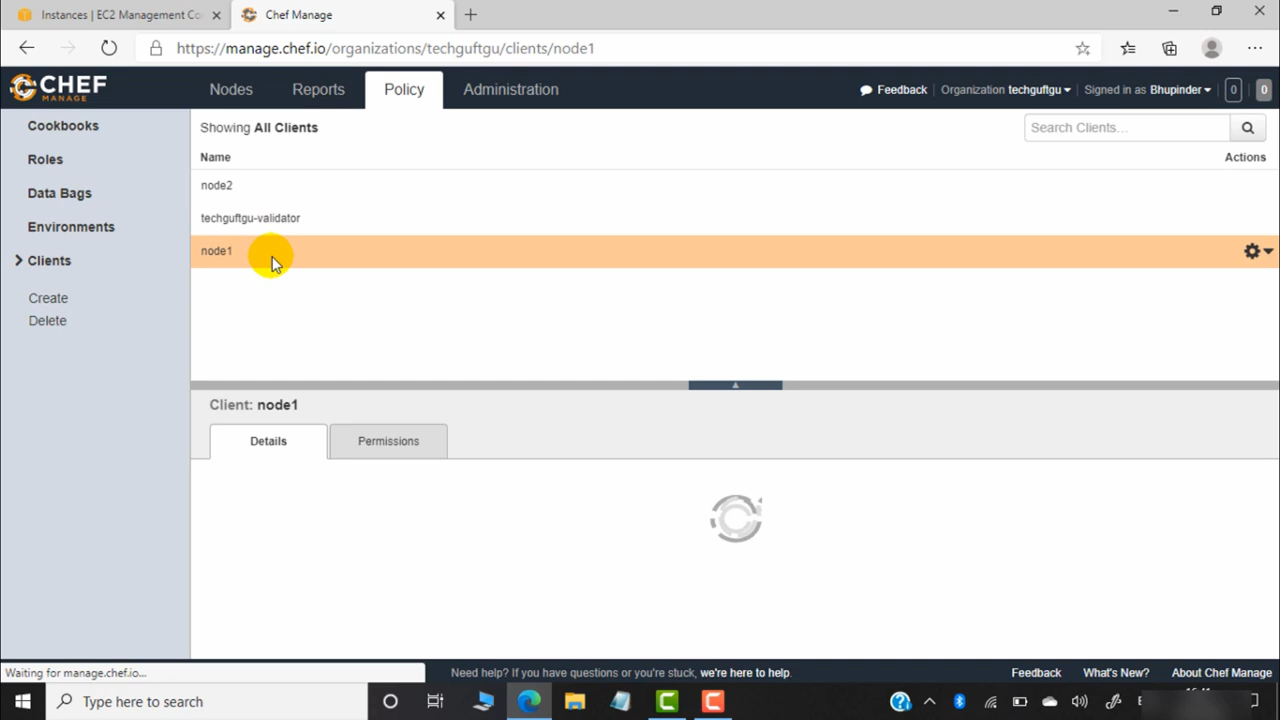 Instances | EC2 Management Co
Chef Manage
https://manage.chef.io/organizations/techguftgu/clients/node1
CHEF
MANAGE
Nodes
Reports
Policy
Administration
Feedback
Organization techguftgu
Signed in as Bhupinder
0
0
Cookbooks
Roles
Data Bags
Environments
Clients
Create
Delete
Showing All Clients
Search Clients...
Name
Actions
node2
techguftgu-validator
node1
Client: node1
Details
Permissions
Waiting for manage.chef.io...
Need help? If you have questions or you're stuck, we're here to help.
Feedback
What's New?
About Chef Manage
Type here to search